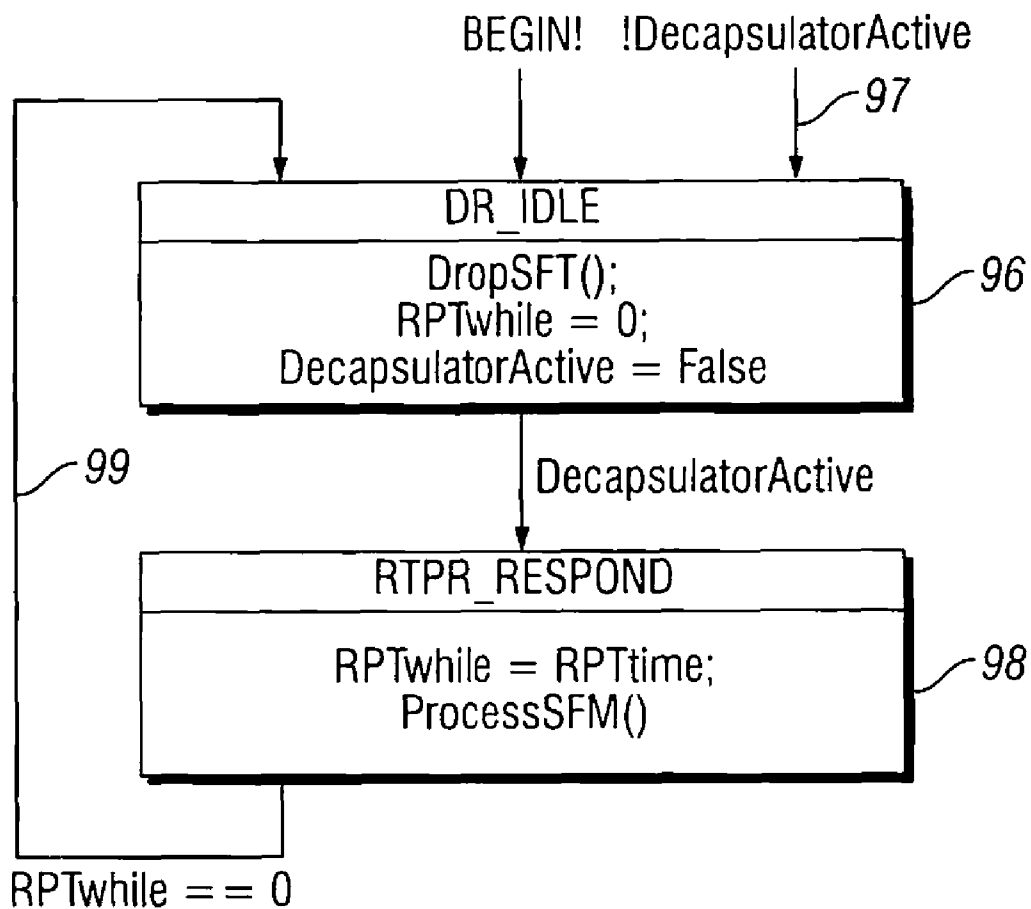 BEGIN! !DecapsulatorActive
97
DR_IDLE
DropSFT();
RPTwhile = 0;
DecapsulatorActive = False
96
99
DecapsulatorActive
RTPR_RESPOND
RPTwhile = RPTtime;
ProcessSFM()
98
RPTwhile == 0